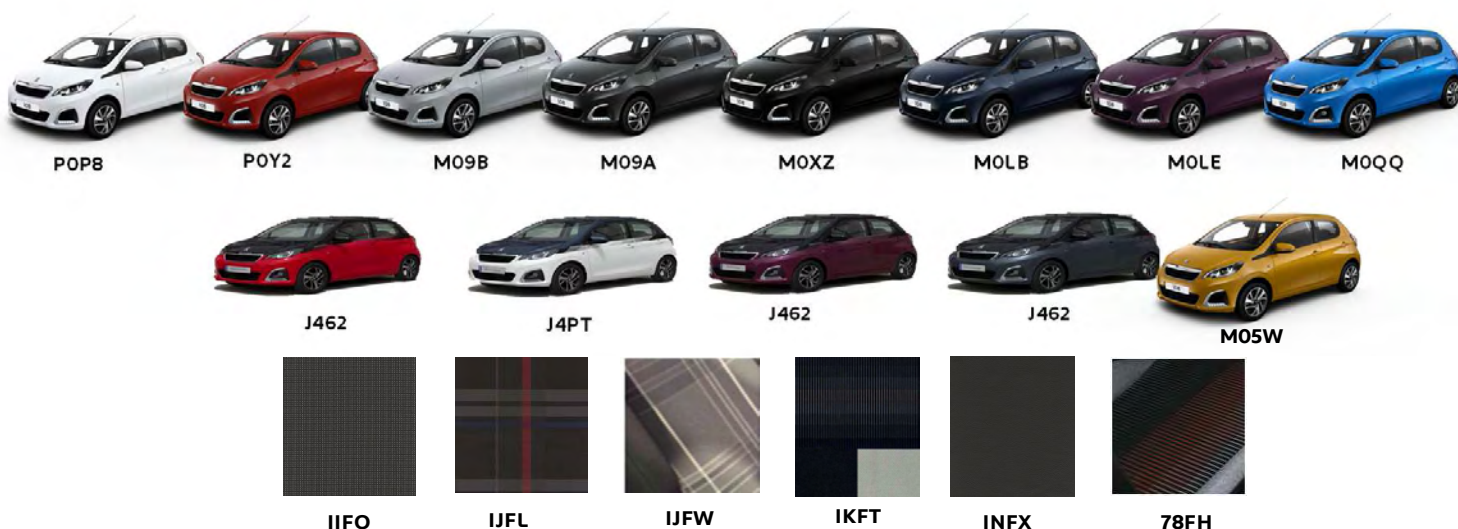 P0P8 P0Y2 M09B M09A M0XZ M0LB M0LE M0QQ
J462 J4PT J462 J462 M05W
IIFO IJFL IJFW IKFT INFX 78FH